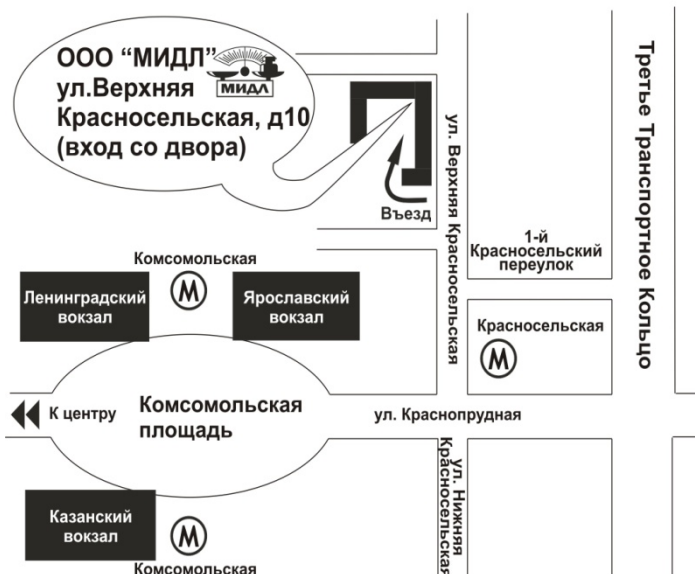 ООО “МИДЛ”
ул.Верхняя
Красносельская, д10
(вход со двора)
МИДЛ
Въезд
ул. Верхняя Красносельская
Третье Транспортное Кольцо
1-й
Красносельский
переулок
Комсомольская
М
Ленинградский
вокзал
Ярославский
вокзал
Красносельская
М
К центру
Комсомольская
площадь
ул. Краснопрудная
ул. Нижняя
Красносельская
Казанский
вокзал
М
Комсомольская